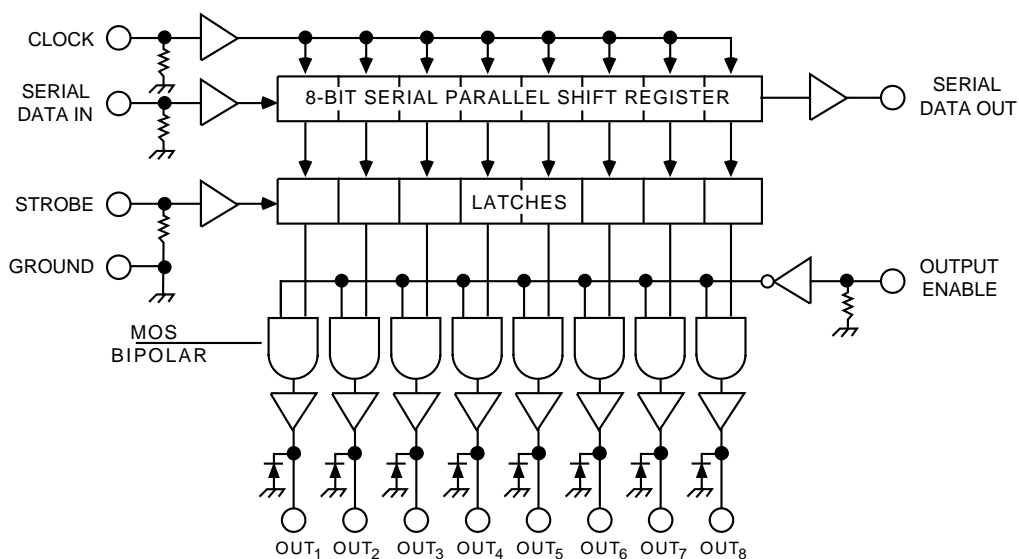 CLOCK
SERIAL
DATA IN
8-BIT SERIAL PARALLEL SHIFT REGISTER
SERIAL
DATA OUT
STROBE
LATCHES
GROUND
OUTPUT
ENABLE
MOS
BIPOLAR
OUT1 OUT2 OUT3 OUT4 OUT5 OUT6 OUT7 OUT8